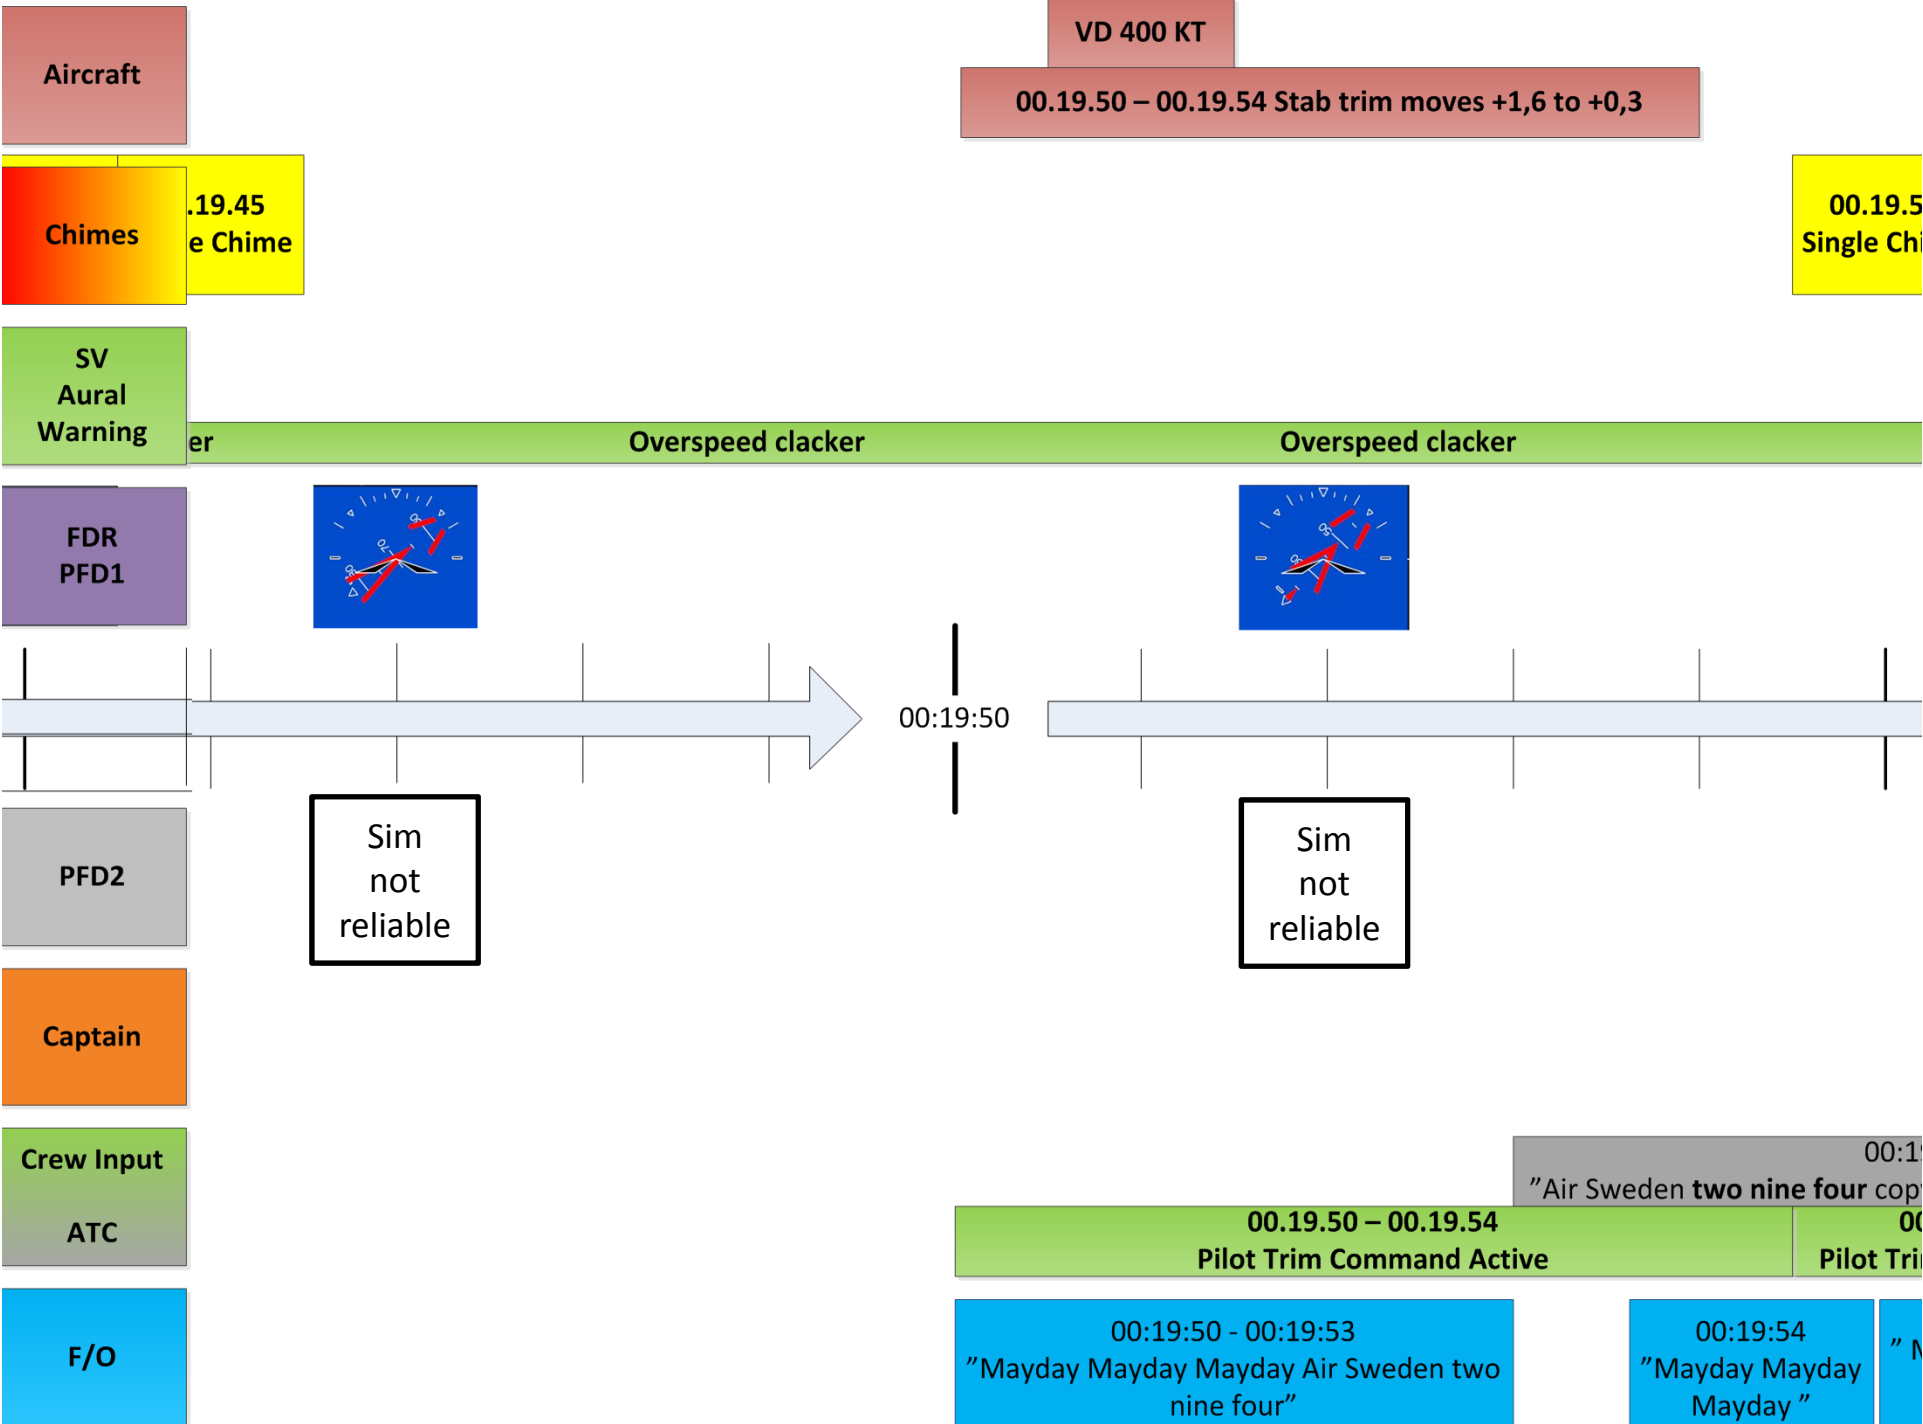 VD 400 KT
Aircraft
00.19.50 – 00.19.54 Stab trim moves +1,6 to +0,3
Chimes
.19.45
e Chime
00.19.5
Single Chi
SV
Aural
Warning
er
Overspeed clacker
Overspeed clacker
FDR
PFD1
00:19:50
PFD2
Sim
not
reliable
Sim
not
reliable
Captain
Crew Input
ATC
00:19
”Air Sweden two nine four copy
00.19.50 – 00.19.54
Pilot Trim Command Active
00
Pilot Tri
F/O
00:19:50 - 00:19:53
”Mayday Mayday Mayday Air Sweden two
nine four”
00:19:54
”Mayday Mayday
Mayday ”
” M